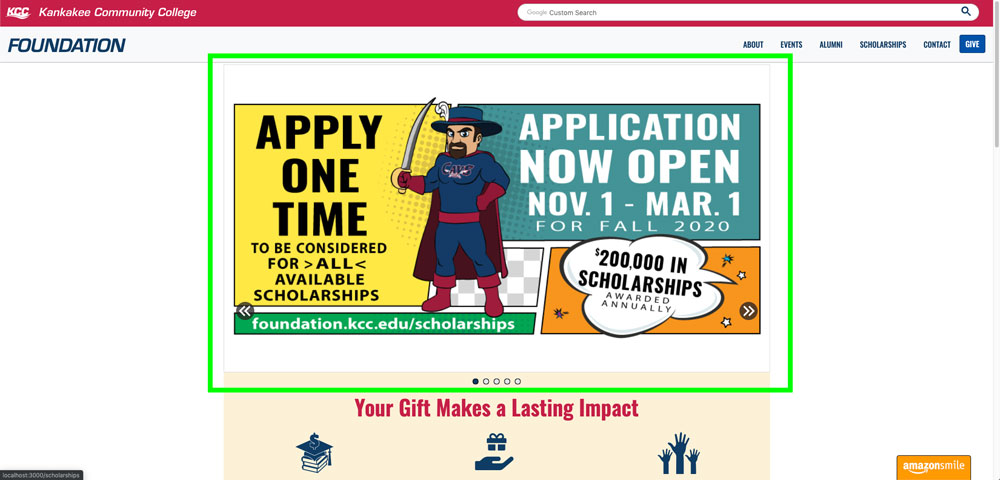 KCC Kankakee Community College
Google Custom Search
FOUNDATION
ABOUT EVENTS ALUMNI SCHOLARSHIPS CONTACT GIVE
APPLY
ONE
TIME
TO BE CONSIDERED
FOR >ALL<
AVAILABLE
SCHOLARSHIPS
CAVS
APPLICATION
NOW OPEN
NOV. 1 - MAR. 1
FOR FALL 2020
$200,000 IN
SCHOLARSHIPS
AWARDED
ANNUALLY
foundation.kcc.edu/scholarships
Your Gift Makes a Lasting Impact
amazonsmile
localhost:3000/scholarships